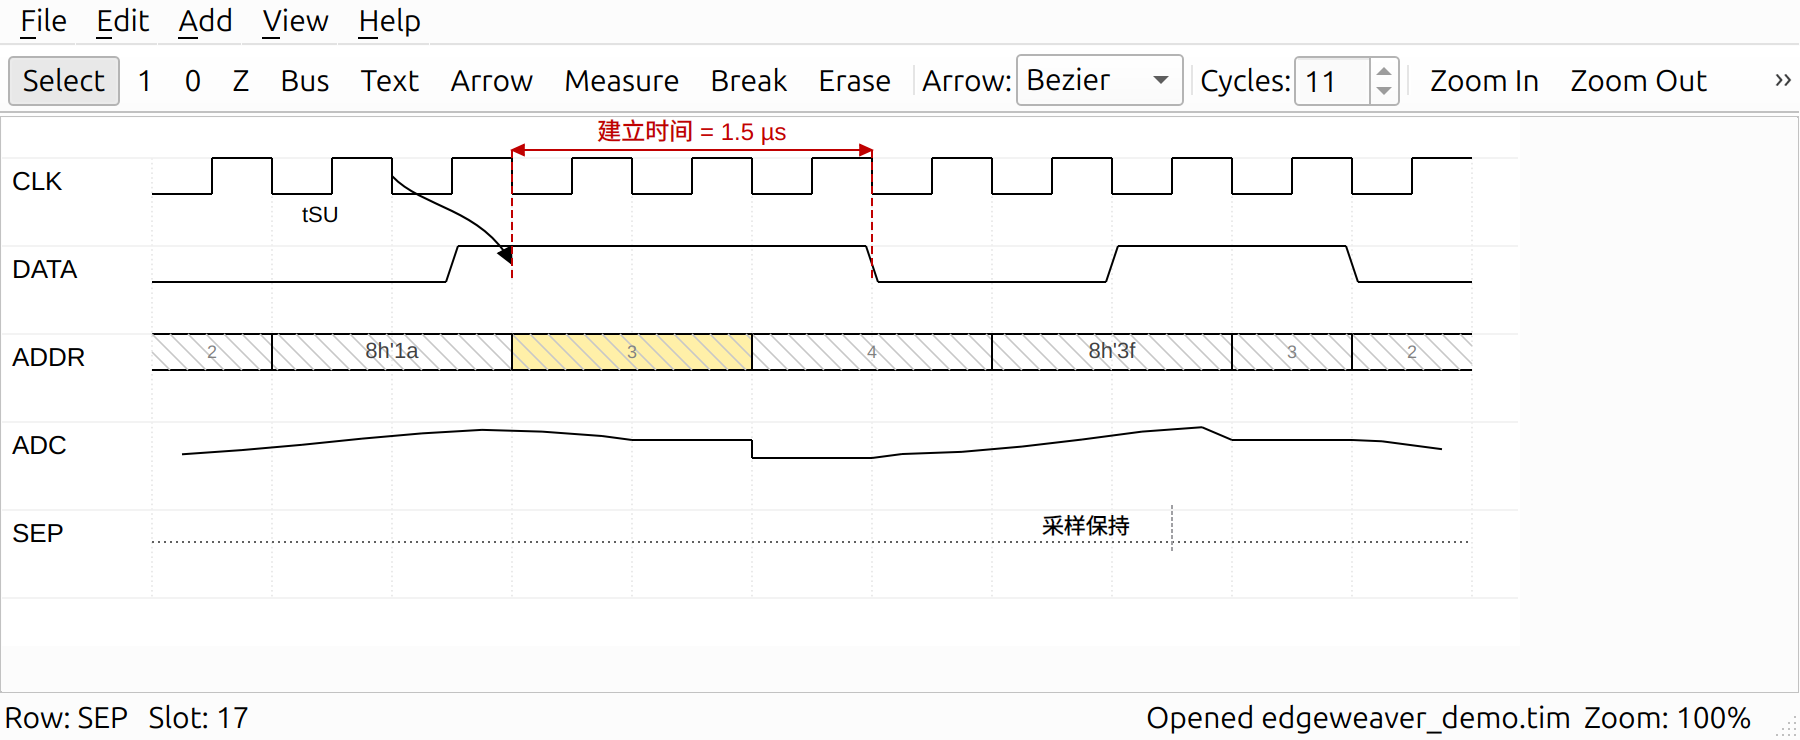 File Edit Add View Help
Select 1 0 Z Bus Text Arrow Measure Break Erase Arrow: Bezier Cycles: 11 Zoom In Zoom Out »
建立时间 = 1.5 µs
CLK
tSU
DATA
ADDR 2 8h'1a 3 4 8h'3f 3 2
ADC
SEP 采样保持
Row: SEP Slot: 17 Opened edgeweaver_demo.tim Zoom: 100%